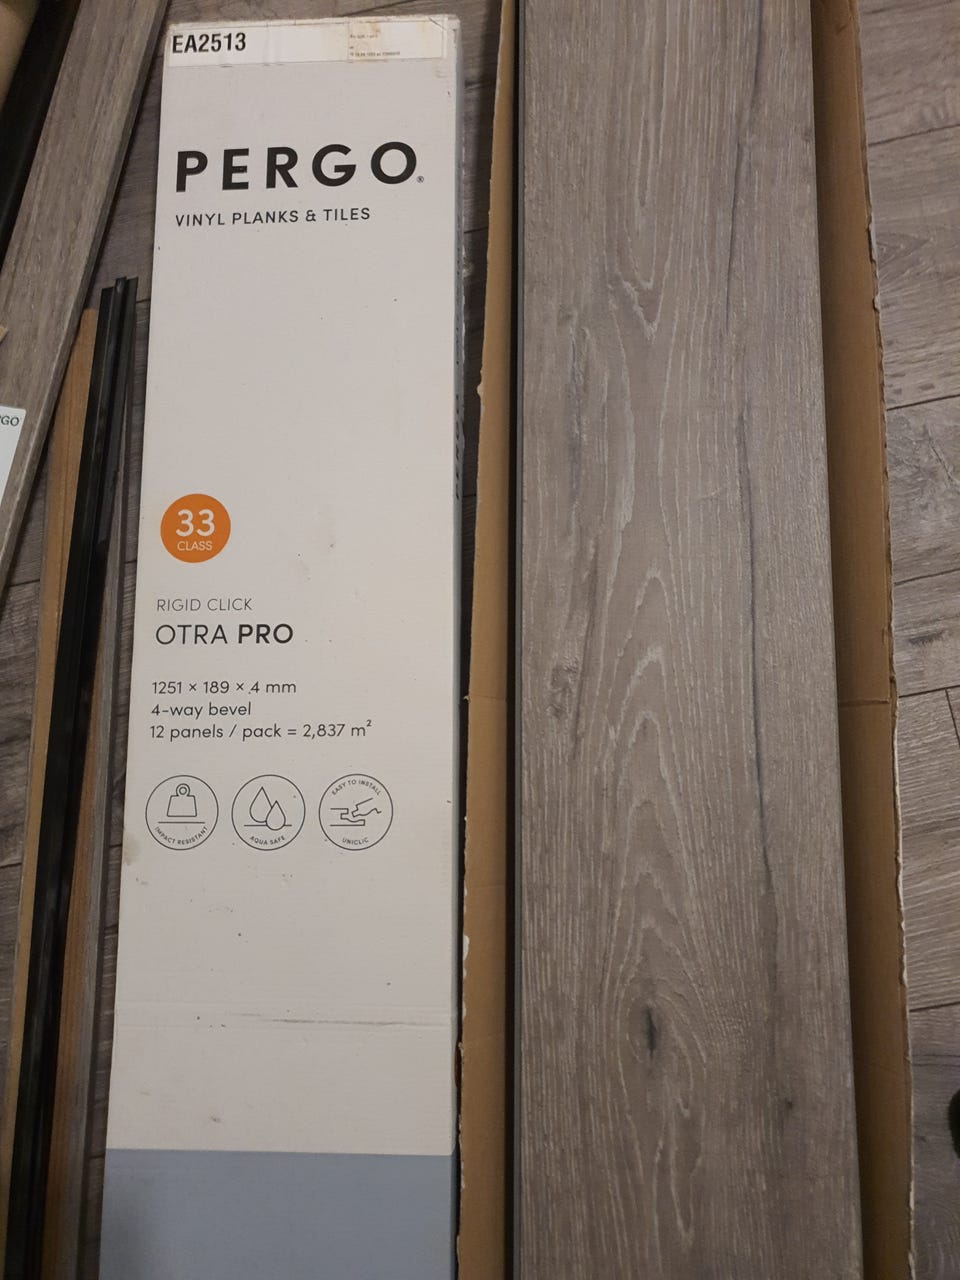 EA2513
PERGO®
VINYL PLANKS & TILES
33
CLASS
RIGID CLICK
OTRA PRO
1251 × 189 × 4 mm
4-way bevel
12 panels / pack = 2,837 m²
IMPACT RESISTANT
AQUA SAFE
EASY TO INSTALL
UNICLIC
RGO